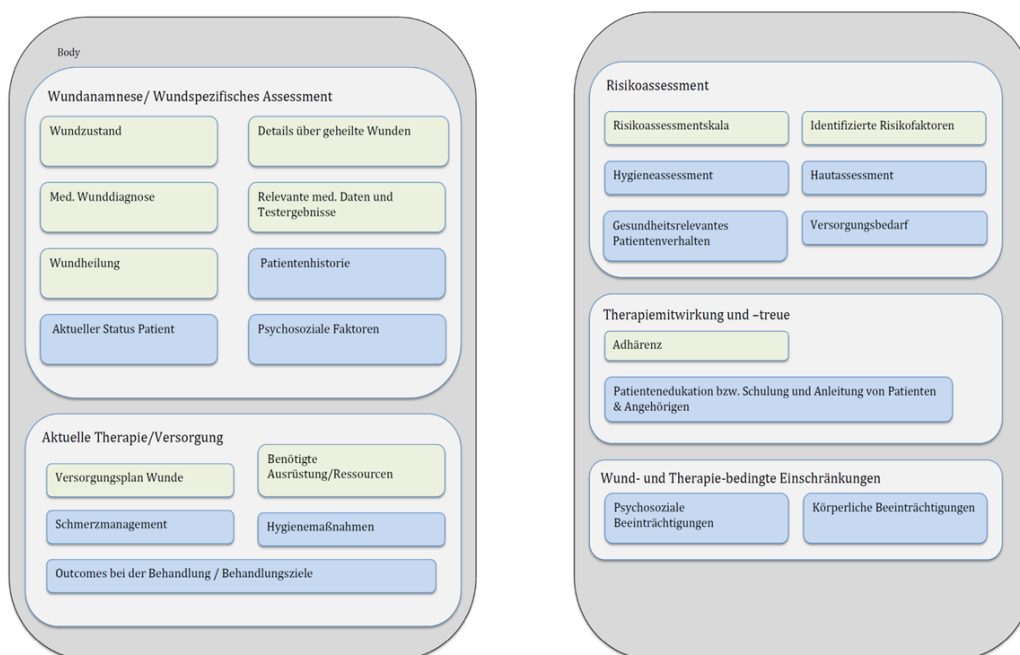 Body
Wundanamnese/ Wundspezifisches Assessment
Wundzustand
Details über geheilte Wunden
Med. Wunddiagnose
Relevante med. Daten und
Testergebnisse
Wundheilung
Patientenhistorie
Aktueller Status Patient
Psychosoziale Faktoren
Aktuelle Therapie/Versorgung
Versorgungsplan Wunde
Benötigte
Ausrüstung/Ressourcen
Schmerzmanagement
Hygienemaßnahmen
Outcomes bei der Behandlung / Behandlungsziele
Risikoassessment
Risikoassessmentskala
Identifizierte Risikofaktoren
Hygieneassessment
Hautassessment
Gesundheitsrelevantes
Patientenverhalten
Versorgungsbedarf
Therapiemitwirkung und –treue
Adhärenz
Patientenedukation bzw. Schulung und Anleitung von Patienten
& Angehörigen
Wund- und Therapie-bedingte Einschränkungen
Psychosoziale
Beeinträchtigungen
Körperliche Beeinträchtigungen